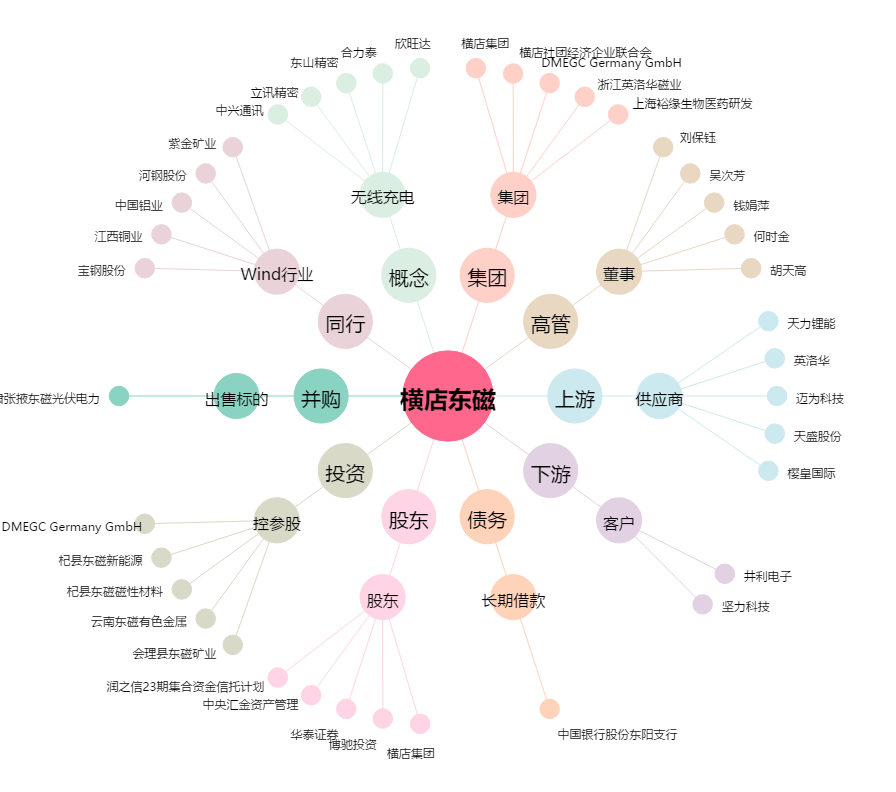 欣旺达
合力泰
东山精密
立讯精密
中兴通讯
无线充电
概念
横店集团
横店社团经济企业联合会
DMEGC Germany GmbH
浙江英洛华磁业
上海裕缘生物医药研发
集团
集团
刘保钰
吴次芳
钱娟萍
何时金
胡天高
董事
高管
紫金矿业
河钢股份
中国铝业
江西铜业
宝钢股份
Wind行业
同行
横店东磁
张掖东磁光伏电力
出售标的
并购
上游
供应商
天力锂能
英洛华
迈为科技
天盛股份
樱皇国际
投资
控参股
DMEGC Germany GmbH
杞县东磁新能源
杞县东磁磁性材料
云南东磁有色金属
会理县东磁矿业
股东
股东
润之信23期集合资金信托计划
中央汇金资产管理
华泰证券
博驰投资
横店集团
债务
长期借款
中国银行股份东阳支行
下游
客户
井利电子
坚力科技